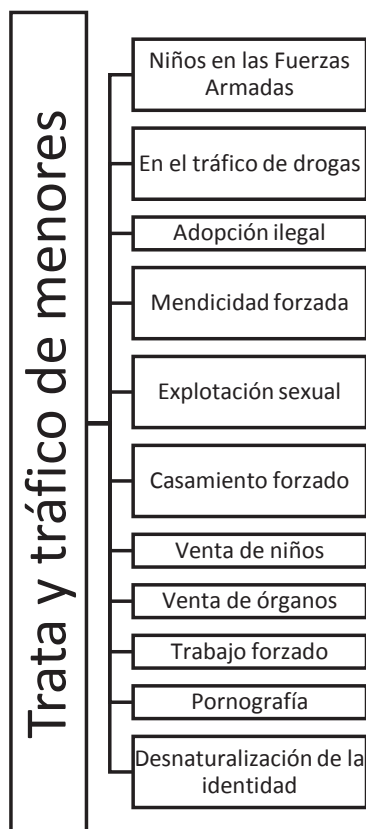 Trata y tráfico de menores
Niños en las Fuerzas
Armadas
En el tráfico de drogas
Adopción ilegal
Mendicidad forzada
Explotación sexual
Casamiento forzado
Venta de niños
Venta de órganos
Trabajo forzado
Pornografía
Desnaturalización de la
identidad